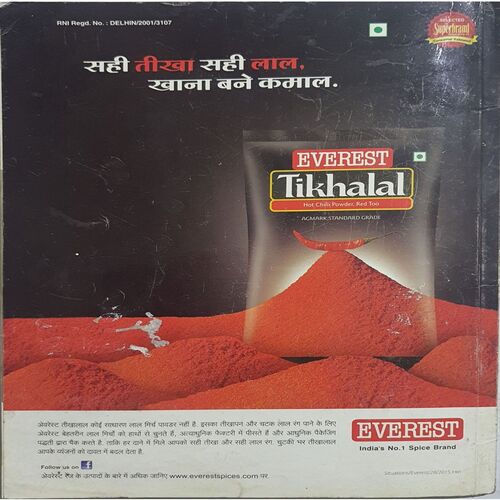 RNI Regd. No. : DELHIN/2001/3107
SELECTED
Superbrand
सही तीखा सही लाल,
खाना बने कमाल.
EVEREST
Tikhalal
Hot Chilli Powder, Red Too
AGMARK STANDARD GRADE
एवरेस्ट तीखालाल कोई साधारण लाल मिर्च पावडर नहीं है. इसका तीखापन और चटक लाल रंग पाने के लिए
एवरेस्ट बेहतरीन लाल मिर्चों को हाथों से चुनते हैं, अत्याधुनिक फैक्टरी में पीसते हैं और आधुनिक पैकेजिंग
पद्धती द्वारा पैक करते है. ताकि हर दाने में मिले आपको सही तीखा और सही लाल रंग. चुटकी भर तीखालाल
आपके व्यंजनों को दावत में बदल देता है.
EVEREST
India's No.1 Spice Brand
Follow us on f
एवरेस्ट रेंज के उत्पादों के बारे में अधिक जानिए www.everestspices.com पर.